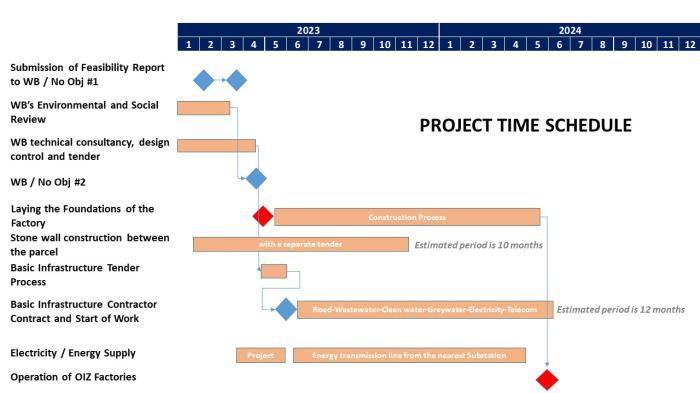 2023 2024
1 2 3 4 5 6 7 8 9 10 11 12 1 2 3 4 5 6 7 8 9 10 11 12
Submission of Feasibility Report
to WB / No Obj #1
WB's Environmental and Social
Review
PROJECT TIME SCHEDULE
WB technical consultancy, design
control and tender
WB / No Obj #2
Laying the Foundations of the
Factory
Construction Process
Stone wall construction between
the parcel
with a separate tender
Estimated period is 10 months
Basic Infrastructure Tender
Process
Basic Infrastructure Contractor
Contract and Start of Work
Road-Wastewater-Clean water-Greywater-Electricity-Telecom
Estimated period is 12 months
Electricity / Energy Supply
Project
Energy transmission line from the nearest Substation
Operation of OIZ Factories